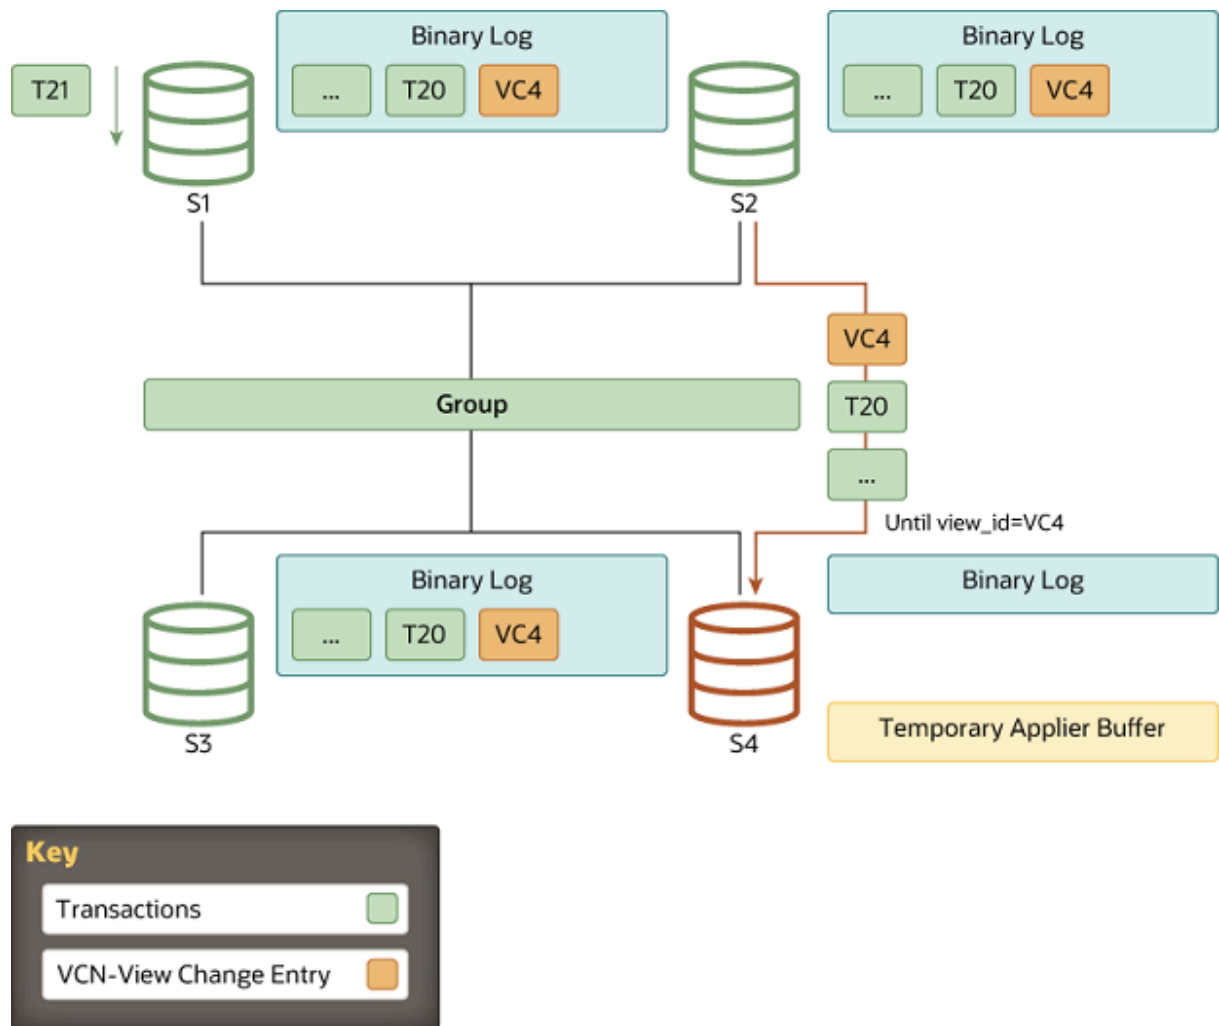 Binary Log
... T20 VC4
Binary Log
... T20 VC4
T21
S1
S2
VC4
Group
T20
...
Until view_id=VC4
Binary Log
... T20 VC4
Binary Log
S3
S4
Temporary Applier Buffer
Key
Transactions
VCN-View Change Entry